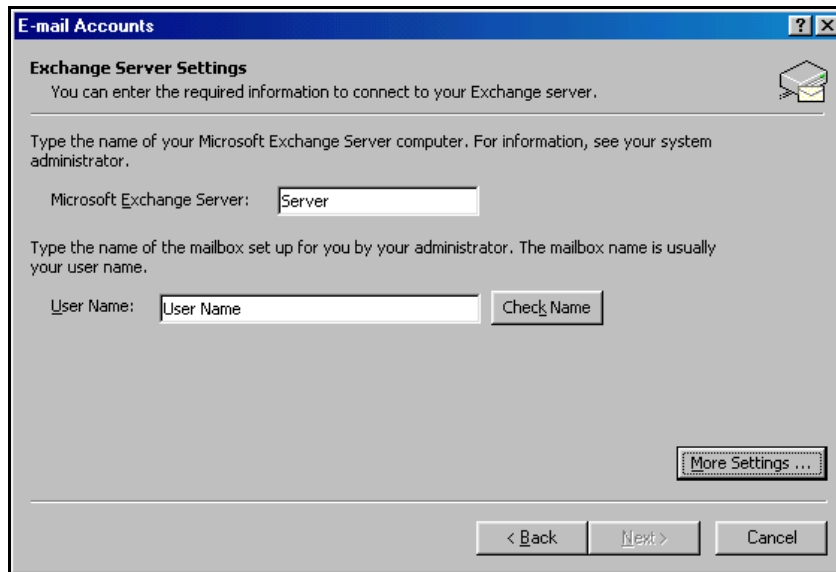 E-mail Accounts
Exchange Server Settings
You can enter the required information to connect to your Exchange server.
Type the name of your Microsoft Exchange Server computer. For information, see your system
administrator.
Microsoft Exchange Server: Server
Type the name of the mailbox set up for you by your administrator. The mailbox name is usually
your user name.
User Name: User Name Check Name
More Settings ...
< Back Next > Cancel